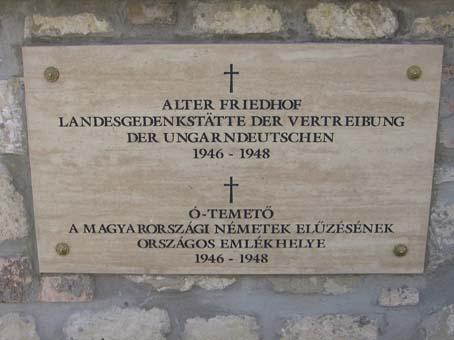 ALTER FRIEDHOF
LANDESGEDENKSTÄTTE DER VERTREIBUNG
DER UNGARNDEUTSCHEN
1946 - 1948
Ó-TEMETŐ
A MAGYARORSZÁGI NÉMETEK ELŰZÉSÉNEK
ORSZÁGOS EMLÉKHELYE
1946 - 1948